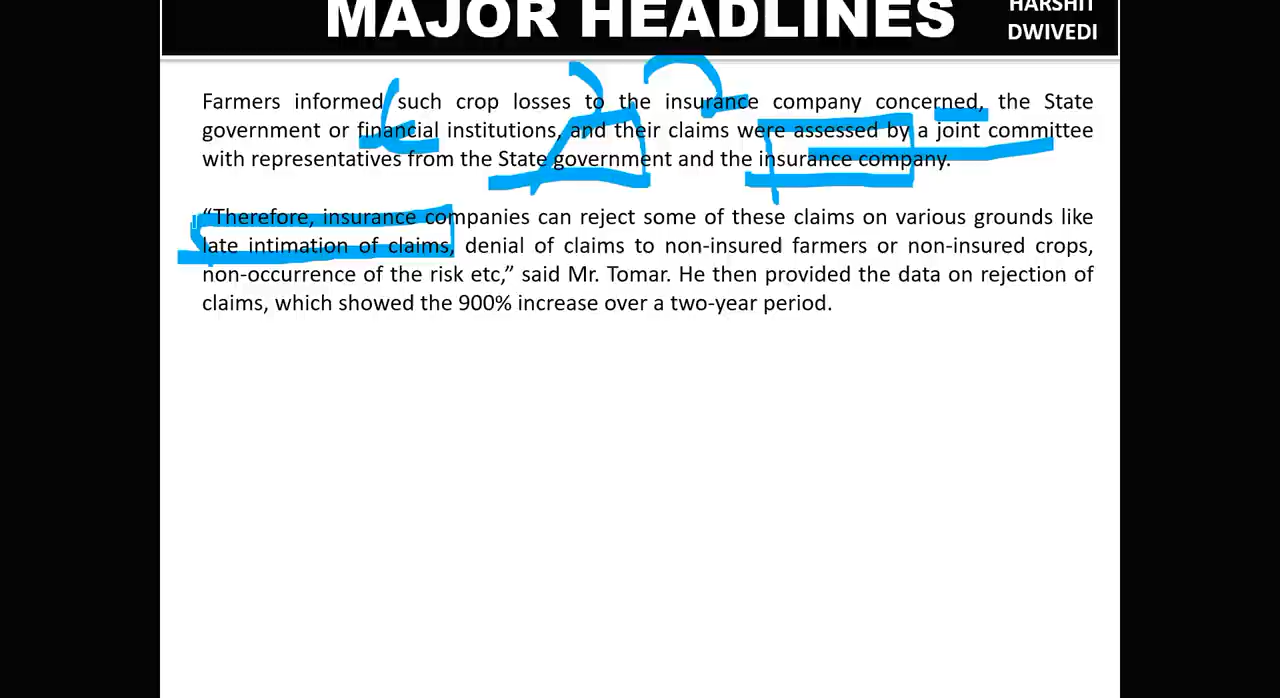 MAJOR HEADLINES
HARSHIT
DWIVEDI
Farmers informed such crop losses to the insurance company concerned, the State
government or financial institutions, and their claims were assessed by a joint committee
with representatives from the State government and the insurance company.
“Therefore, insurance companies can reject some of these claims on various grounds like
late intimation of claims, denial of claims to non-insured farmers or non-insured crops,
non-occurrence of the risk etc,” said Mr. Tomar. He then provided the data on rejection of
claims, which showed the 900% increase over a two-year period.